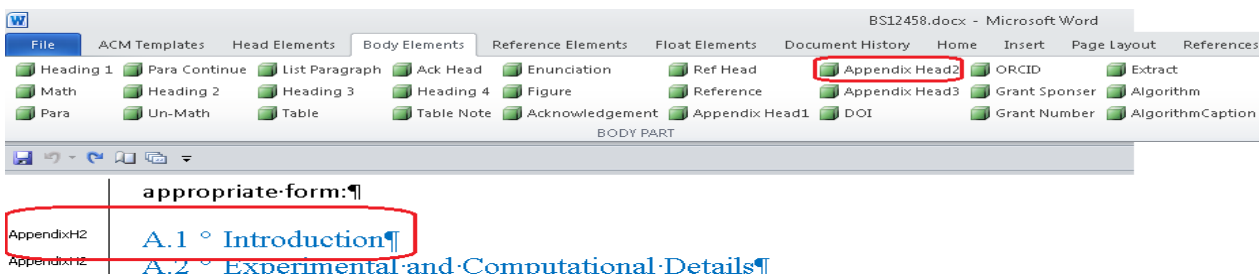 BS12458.docx - Microsoft Word
File ACM Templates Head Elements Body Elements Reference Elements Float Elements Document History Home Insert Page Layout References
Heading 1 Para Continue List Paragraph Ack Head Enunciation Ref Head Appendix Head2 ORCID Extract
Math Heading 2 Heading 3 Heading 4 Figure Reference Appendix Head3 Grant Sponser Algorithm
Para Un-Math Table Table Note Acknowledgement Appendix Head1 DOI Grant Number AlgorithmCaption
BODY PART
appropriate·form:¶
AppendixH2 A.1 ° Introduction¶
AppendixH2 A.2 ° Experimental·and·Computational·Details¶